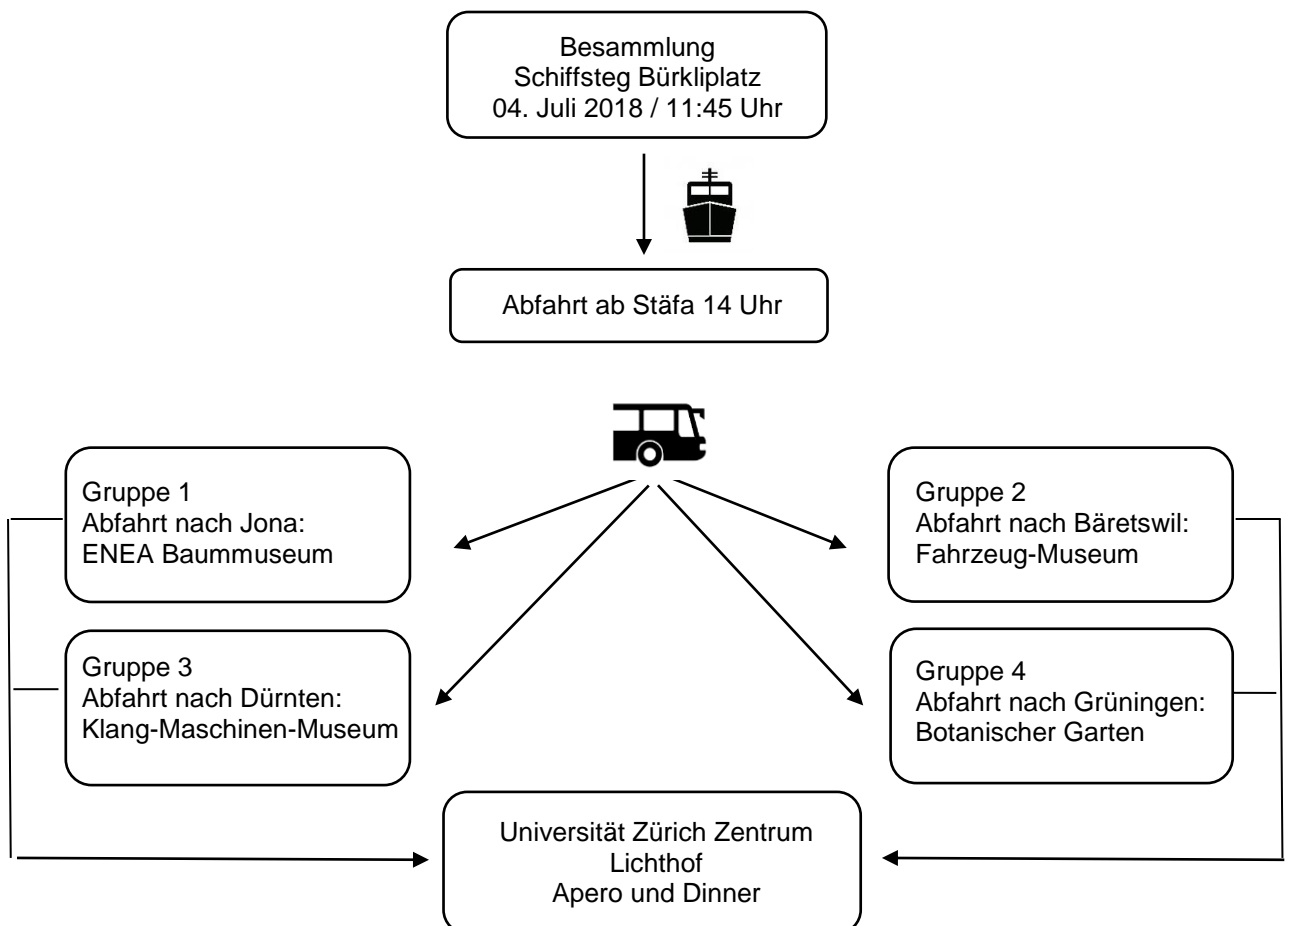 Besammlung
Schiffsteg Bürkliplatz
04. Juli 2018 / 11:45 Uhr
Abfahrt ab Stäfa 14 Uhr
Gruppe 1
Abfahrt nach Jona:
ENEA Baummuseum
Gruppe 2
Abfahrt nach Bäretswil:
Fahrzeug-Museum
Gruppe 3
Abfahrt nach Dürnten:
Klang-Maschinen-Museum
Gruppe 4
Abfahrt nach Grüningen:
Botanischer Garten
Universität Zürich Zentrum
Lichthof
Apero und Dinner